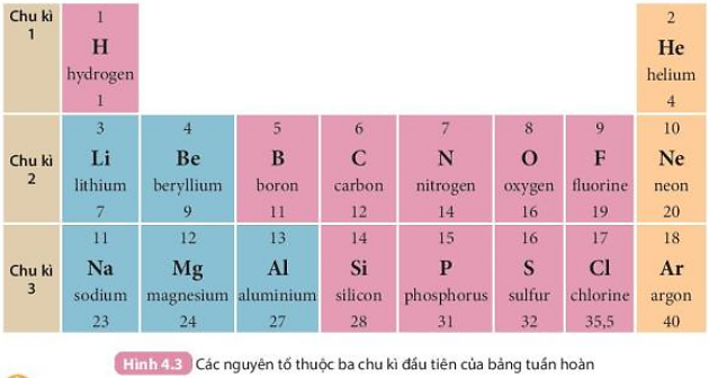 Chu kì 1
1 2
H He
hydrogen helium
1 4
Chu kì 2
3 4 5 6 7 8 9 10
Li Be B C N O F Ne
lithium beryllium boron carbon nitrogen oxygen fluorine neon
7 9 11 12 14 16 19 20
Chu kì 3
11 12 13 14 15 16 17 18
Na Mg Al Si P S Cl Ar
sodium magnesium aluminium silicon phosphorus sulfur chlorine argon
23 24 27 28 31 32 35,5 40
Hình 4.3 Các nguyên tố thuộc ba chu kì đầu tiên của bảng tuần hoàn